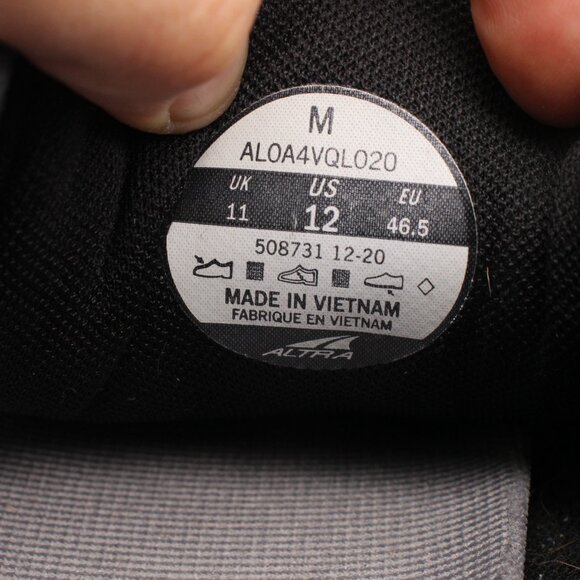 M
AL0A4VQL020
UK US EU
11 12 46.5
508731 12-20
MADE IN VIETNAM
FABRIQUE EN VIETNAM
ALTRA